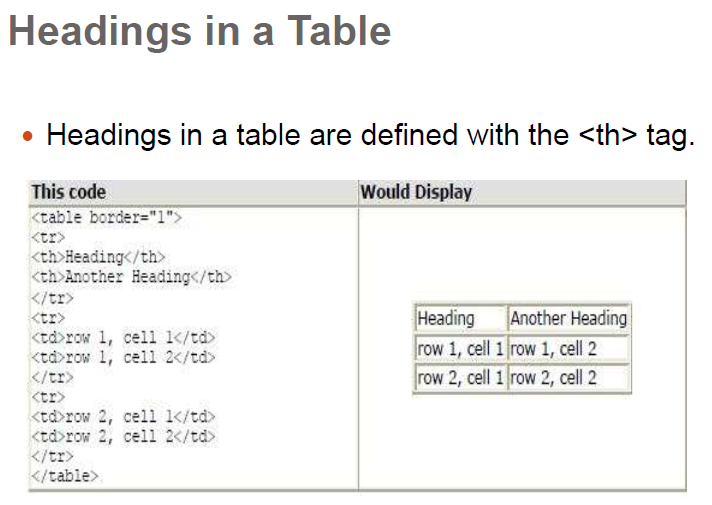 Headings in a Table
• Headings in a table are defined with the <th> tag.
This code
Would Display
<table border="1">
<tr>
<th>Heading</th>
<th>Another Heading</th>
</tr>
<tr>
<td>row 1, cell 1</td>
<td>row 1, cell 2</td>
</tr>
<tr>
<td>row 2, cell 1</td>
<td>row 2, cell 2</td>
</tr>
</table>
Heading Another Heading
row 1, cell 1 row 1, cell 2
row 2, cell 1 row 2, cell 2